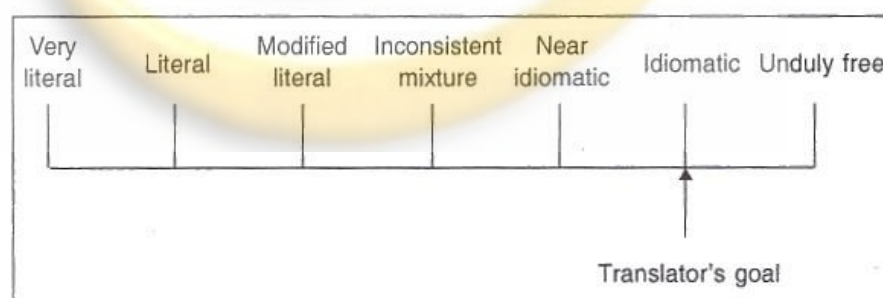 Very
literal
Literal
Modified
literal
Inconsistent
mixture
Near
idiomatic
Idiomatic
Unduly free
Translator's goal